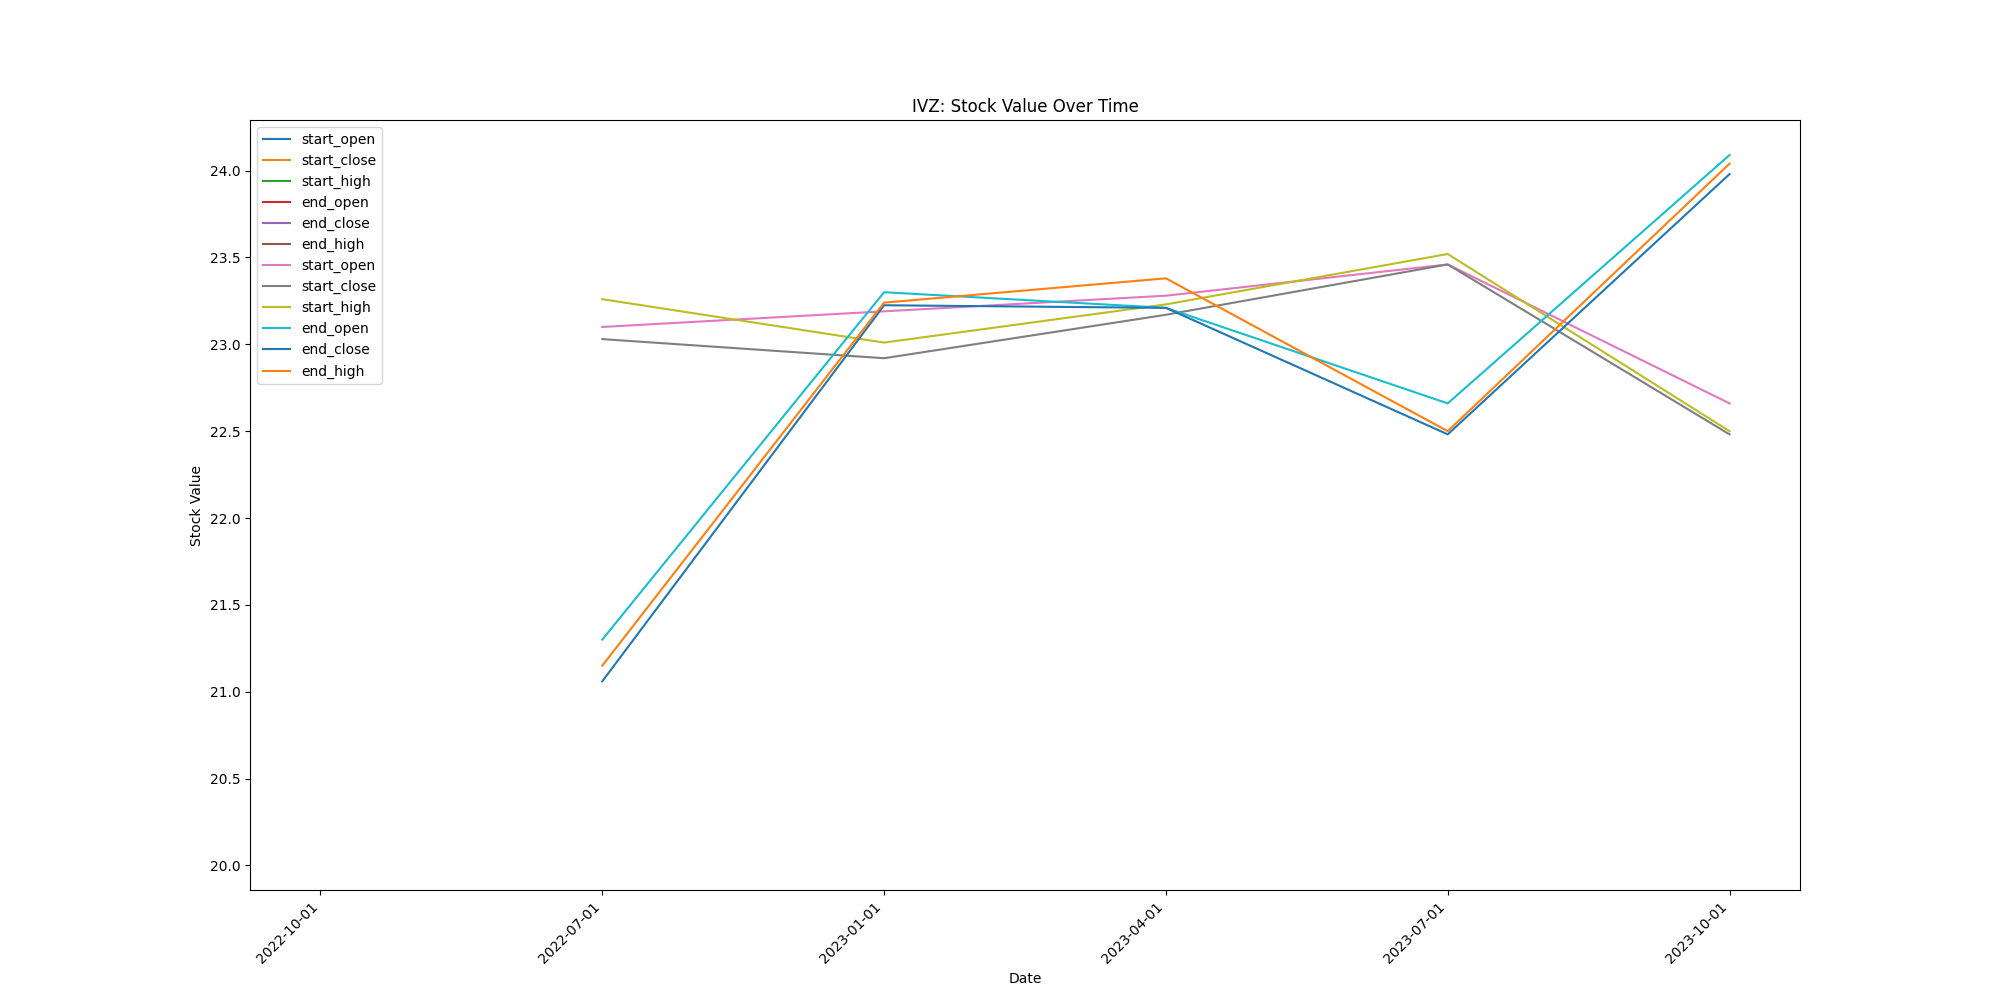 IVZ: Stock Value Over Time
start_open
start_close
start_high
end_open
end_close
end_high
start_open
start_close
start_high
end_open
end_close
end_high
24.0
23.5
23.0
22.5
22.0
21.5
21.0
20.5
20.0
Stock Value
2022-10-01
2022-07-01
2023-01-01
2023-04-01
2023-07-01
2023-10-01
Date